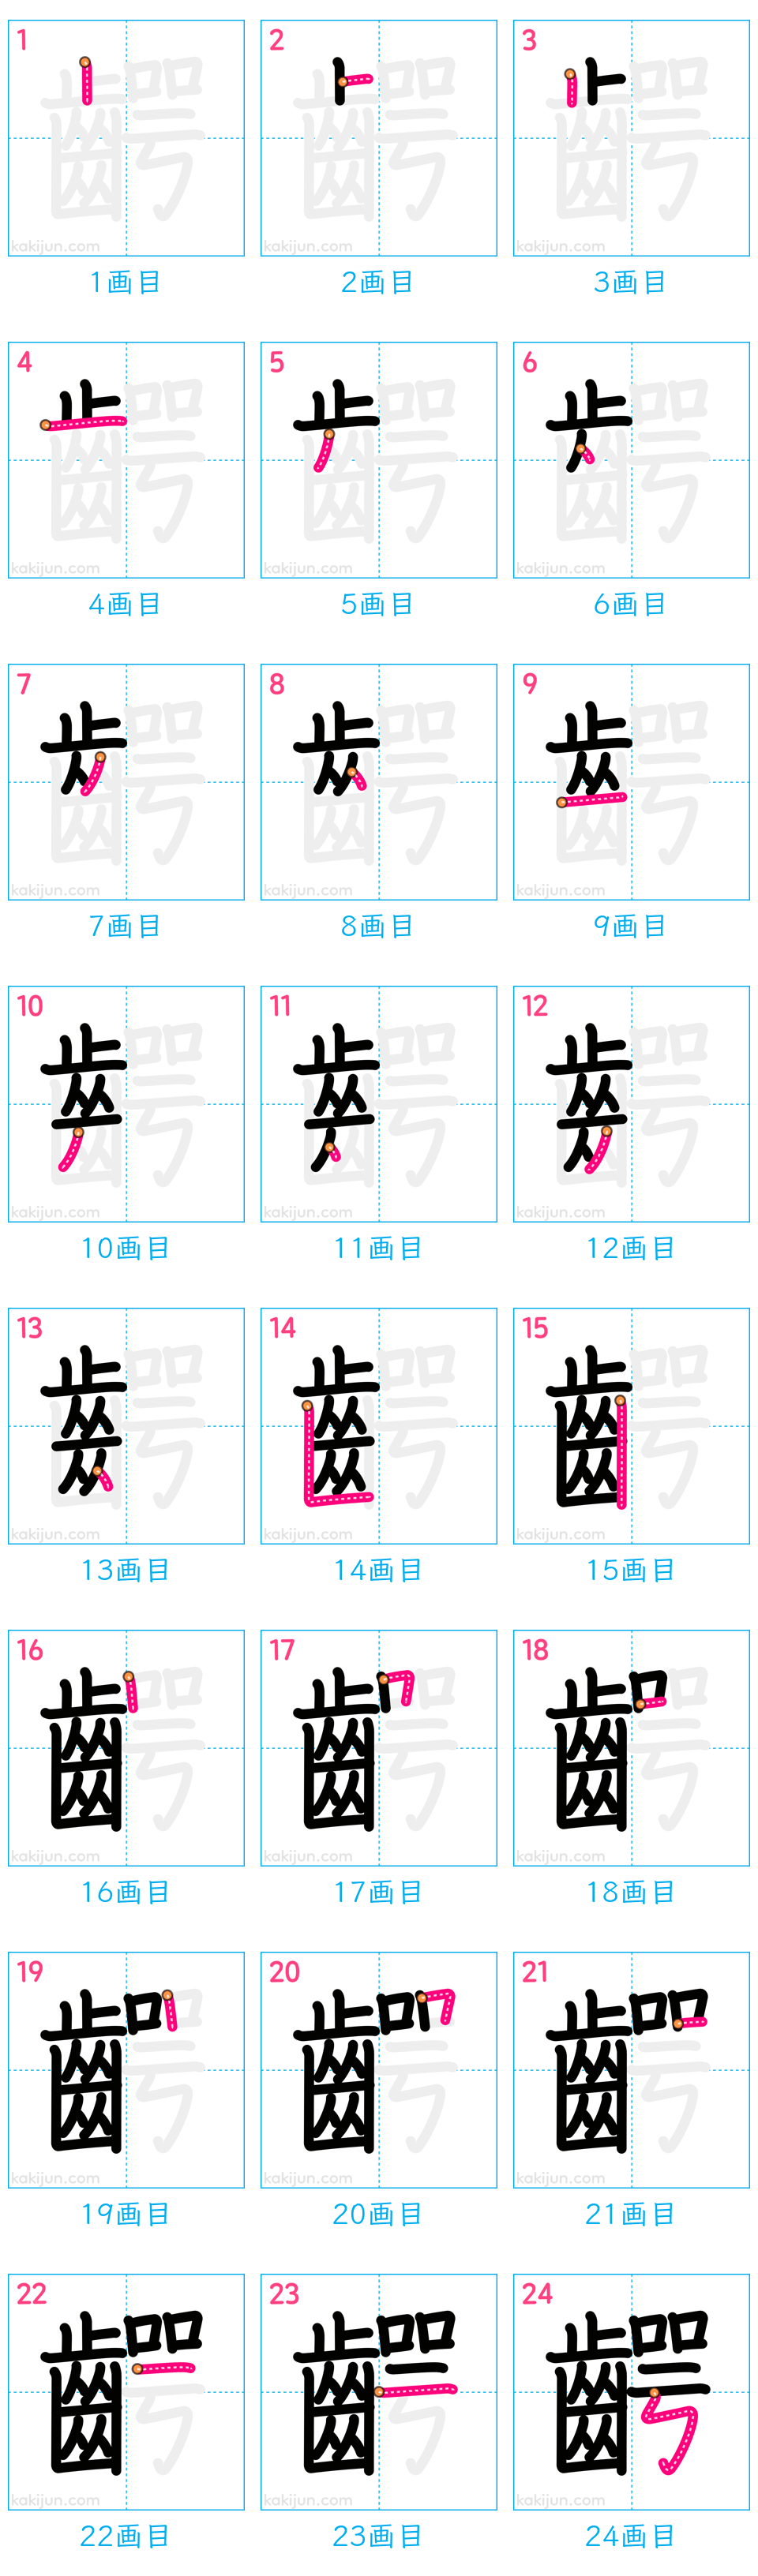 1 2 3
kakijun.com kakijun.com kakijun.com
1画目 2画目 3画目
4 5 6
kakijun.com kakijun.com kakijun.com
4画目 5画目 6画目
7 8 9
kakijun.com kakijun.com kakijun.com
7画目 8画目 9画目
10 11 12
kakijun.com kakijun.com kakijun.com
10画目 11画目 12画目
13 14 15
kakijun.com kakijun.com kakijun.com
13画目 14画目 15画目
16 17 18
kakijun.com kakijun.com kakijun.com
16画目 17画目 18画目
19 20 21
kakijun.com kakijun.com kakijun.com
19画目 20画目 21画目
22 23 24
齶 齶 齶
kakijun.com kakijun.com kakijun.com
22画目 23画目 24画目